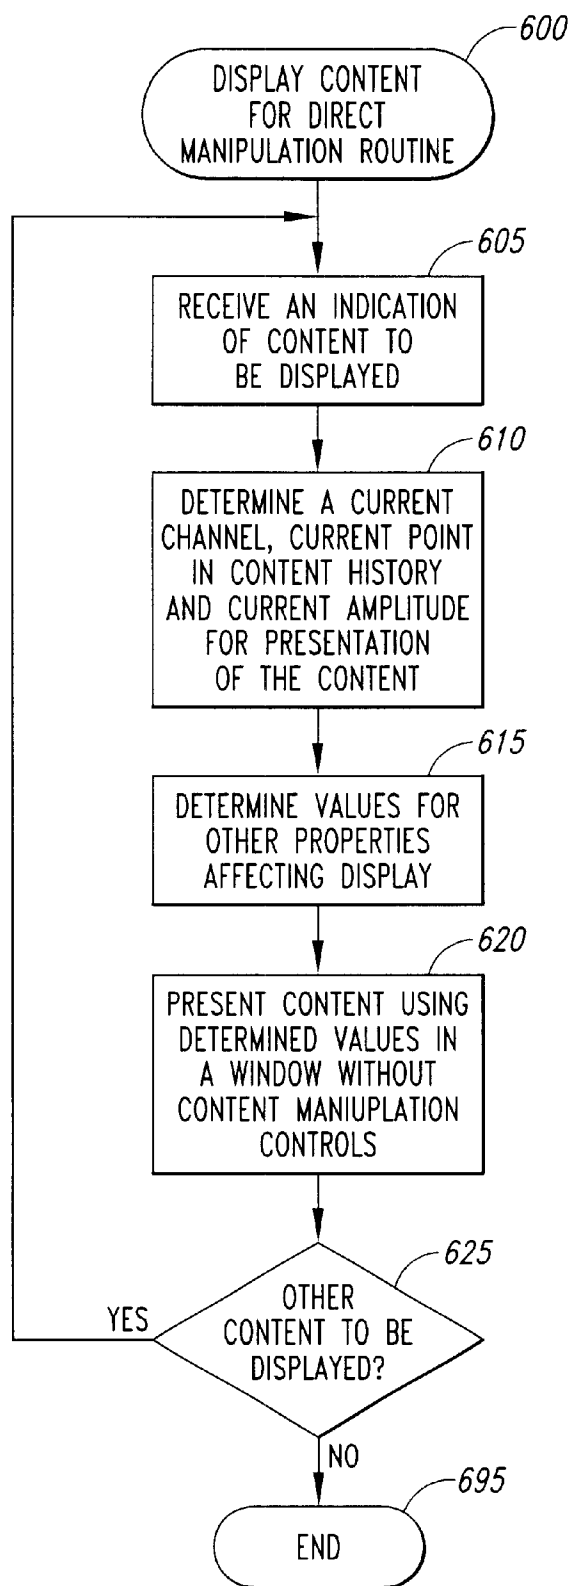 600
DISPLAY CONTENT
FOR DIRECT
MANIPULATION ROUTINE
605
RECEIVE AN INDICATION
OF CONTENT TO
BE DISPLAYED
610
DETERMINE A CURRENT
CHANNEL, CURRENT POINT
IN CONTENT HISTORY
AND CURRENT AMPLITUDE
FOR PRESENTATION
OF THE CONTENT
615
DETERMINE VALUES FOR
OTHER PROPERTIES
AFFECTING DISPLAY
620
PRESENT CONTENT USING
DETERMINED VALUES IN
A WINDOW WITHOUT
CONTENT MANIUPLATION
CONTROLS
625
OTHER
CONTENT TO BE
DISPLAYED?
YES
NO
695
END